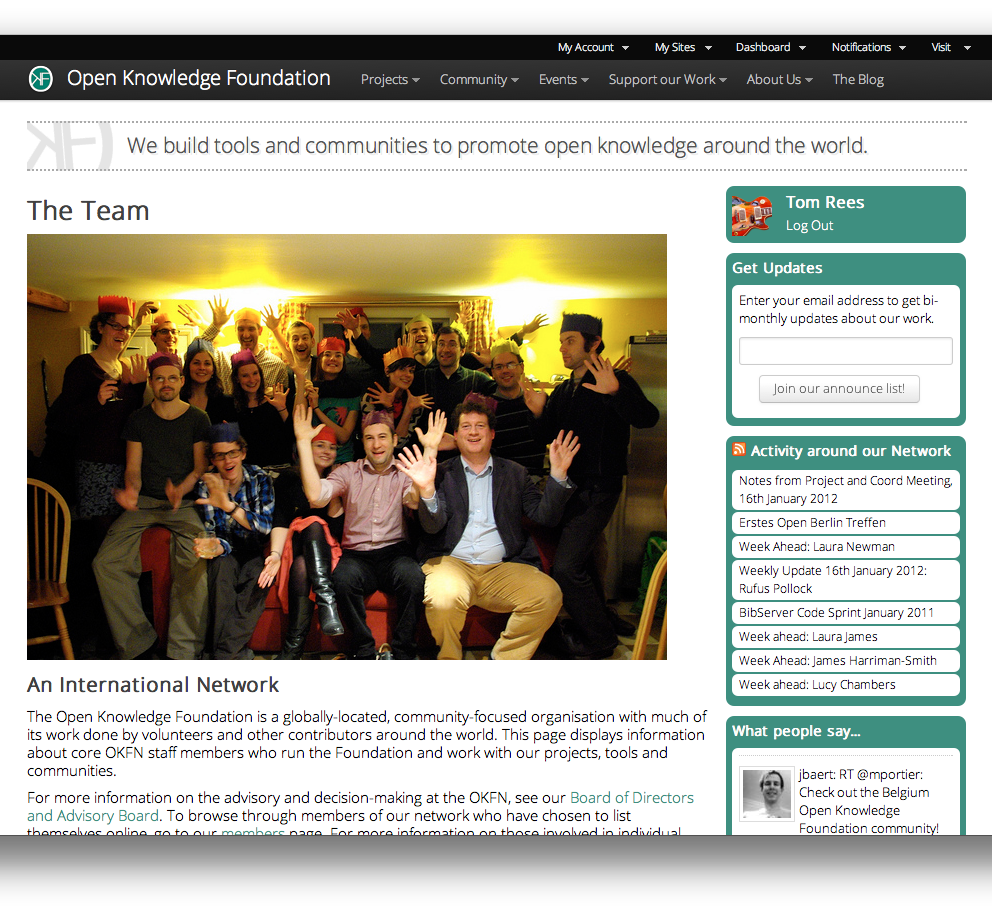 My Account My Sites Dashboard Notifications Visit
Open Knowledge Foundation Projects Community Events Support our Work About Us The Blog
We build tools and communities to promote open knowledge around the world.
The Team
An International Network
The Open Knowledge Foundation is a globally-located, community-focused organisation with much of
its work done by volunteers and other contributors around the world. This page displays information
about core OKFN staff members who run the Foundation and work with our projects, tools and
communities.
For more information on the advisory and decision-making at the OKFN, see our Board of Directors
and Advisory Board. To browse through members of our network who have chosen to list
themselves online, go to our members page. For more information on those involved in individual
Tom Rees
Log Out
Get Updates
Enter your email address to get bi-
monthly updates about our work.
Join our announce list!
Activity around our Network
Notes from Project and Coord Meeting,
16th January 2012
Erstes Open Berlin Treffen
Week Ahead: Laura Newman
Weekly Update 16th January 2012:
Rufus Pollock
BibServer Code Sprint January 2011
Week ahead: Laura James
Week Ahead: James Harriman-Smith
Week ahead: Lucy Chambers
What people say...
jbaert: RT @mportier:
Check out the Belgium
Open Knowledge
Foundation community!